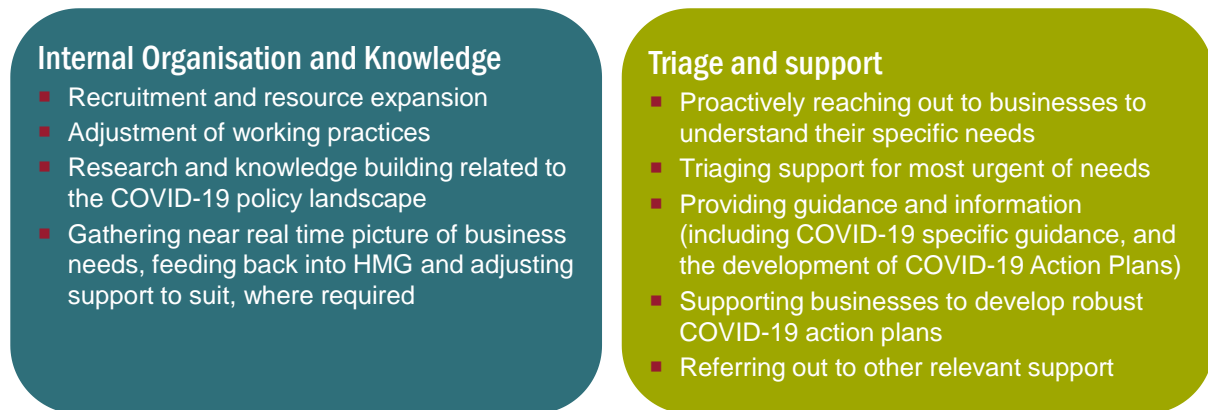 Internal Organisation and Knowledge
Recruitment and resource expansion
Adjustment of working practices
Research and knowledge building related to
the COVID-19 policy landscape
Gathering near real time picture of business
needs, feeding back into HMG and adjusting
support to suit, where required
Triage and support
Proactively reaching out to businesses to
understand their specific needs
Triaging support for most urgent of needs
Providing guidance and information
(including COVID-19 specific guidance, and
the development of COVID-19 Action Plans)
Supporting businesses to develop robust
COVID-19 action plans
Referring out to other relevant support